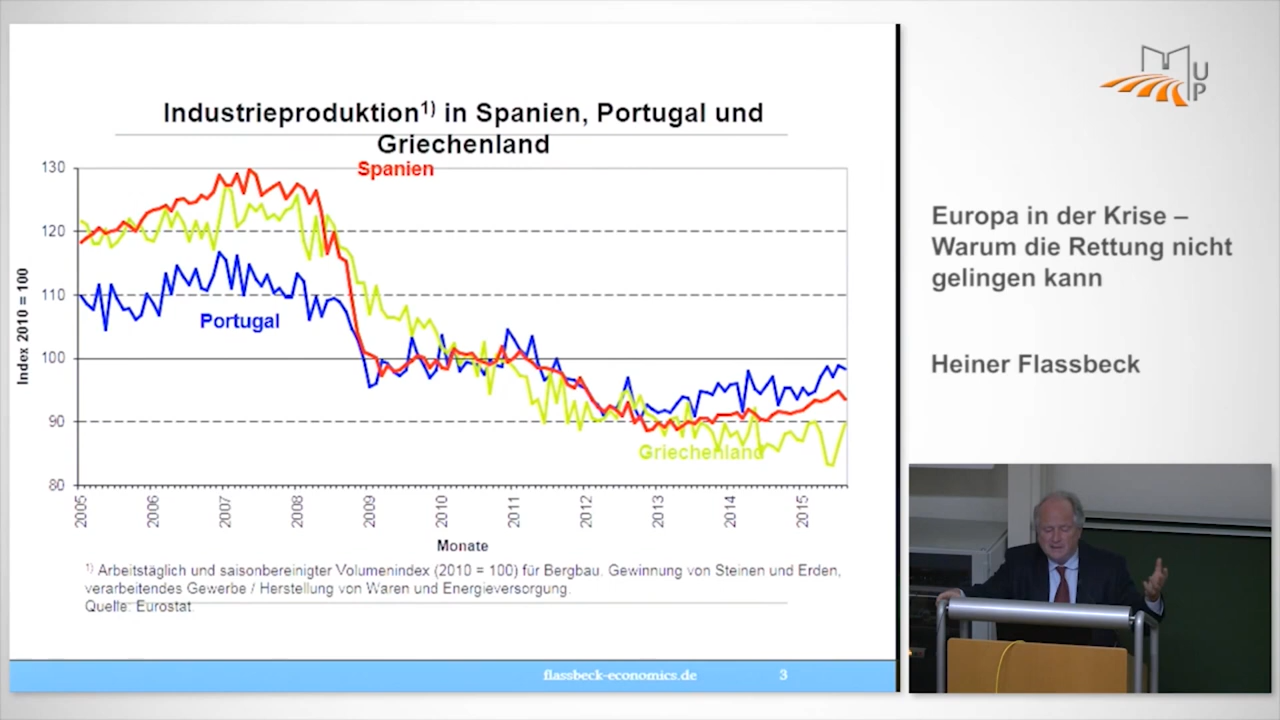 Industrieproduktion1) in Spanien, Portugal und
Griechenland
Spanien
Portugal
Griechenland
Index 2010 = 100
130
120
110
100
90
80
2005
2006
2007
2008
2009
2010
2011
2012
2013
2014
2015
Monate
1) Arbeitstäglich und saisonbereinigter Volumenindex (2010 = 100) für Bergbau. Gewinnung von Steinen und Erden,
verarbeitendes Gewerbe / Herstellung von Waren und Energieversorgung.
Quelle: Eurostat.
flassbeck-economics.de 3
MUP
Europa in der Krise –
Warum die Rettung nicht
gelingen kann
Heiner Flassbeck